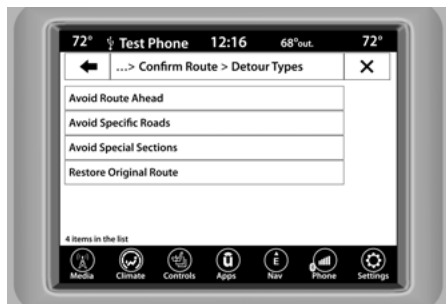 72° Test Phone 12:16 68°out. 72°
...> Confirm Route > Detour Types X
Avoid Route Ahead
Avoid Specific Roads
Avoid Special Sections
Restore Original Route
4 items in the list
ū E
Media Climate Controls Apps Nav Phone Settings